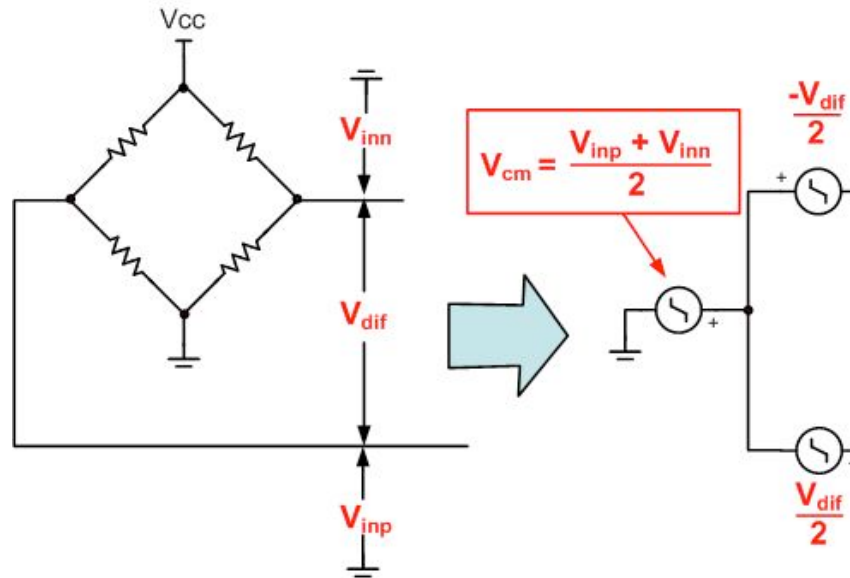 Vcc
Vinn
Vdif
Vinp
Vcm = Vinp + Vinn
2
-Vdif
2
+
+
Vdif
2